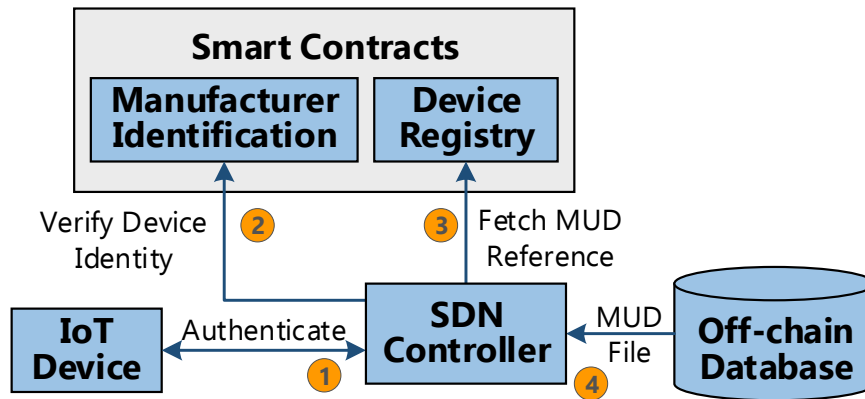 Smart Contracts
Manufacturer
Identification
Device
Registry
Verify Device
Identity
2
3
Fetch MUD
Reference
IoT
Device
Authenticate
1
SDN
Controller
MUD
File
4
Off-chain
Database